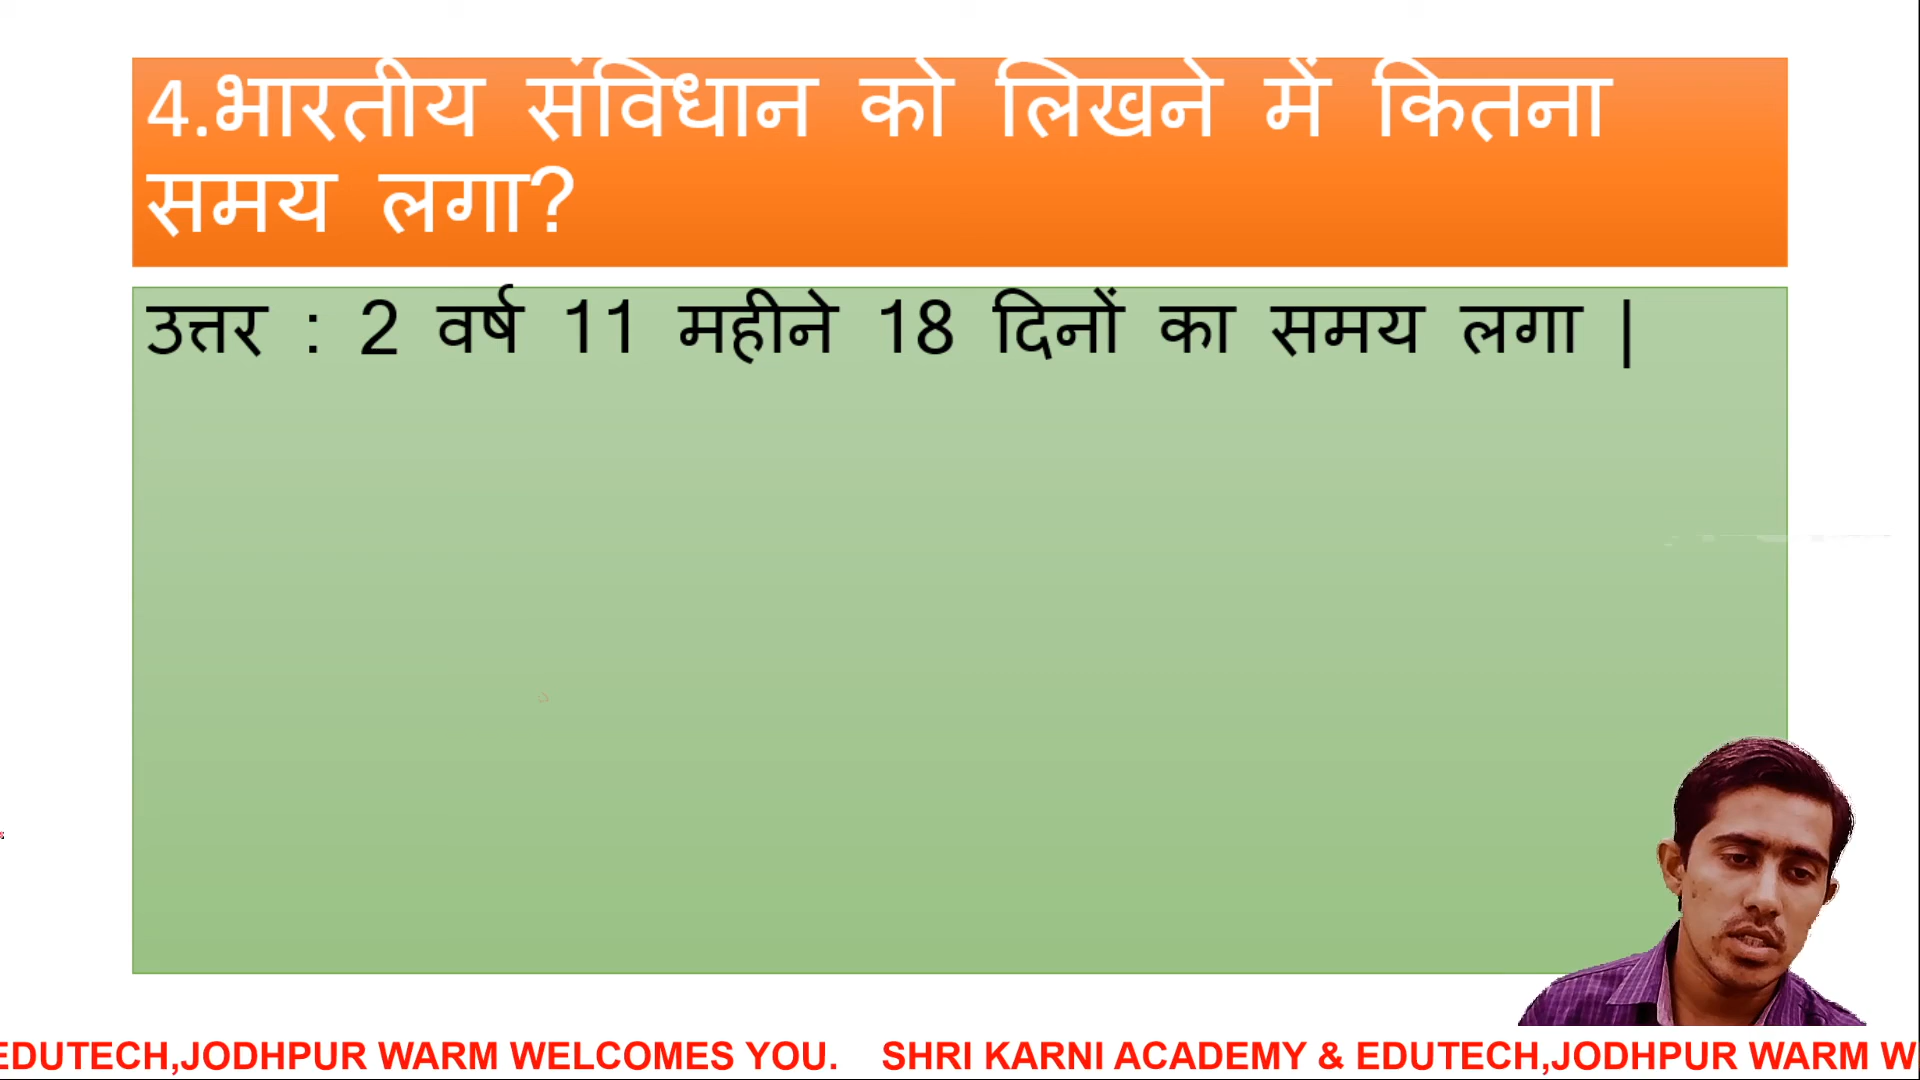 4.भारतीय संविधान को लिखने में कितना
समय लगा?
उत्तर : 2 वर्ष 11 महीने 18 दिनों का समय लगा |
EDUTECH,JODHPUR WARM WELCOMES YOU. SHRI KARNI ACADEMY & EDUTECH,JODHPUR WARM W